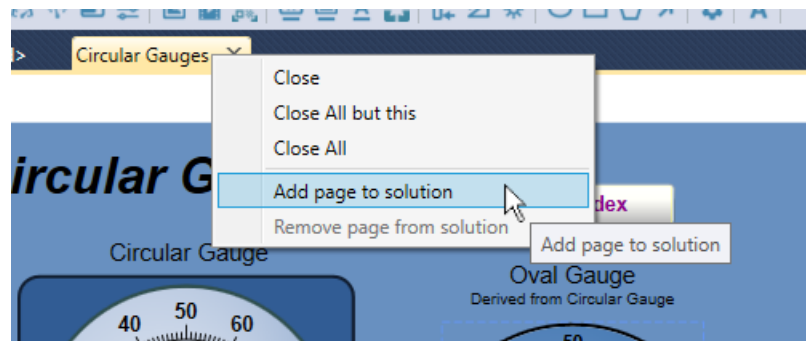 Circular Gauges
Close
Close All but this
Close All
ircular G
Add page to solution
dex
Remove page from solution
Add page to solution
Circular Gauge
Oval Gauge
Derived from Circular Gauge
40 50 60
50